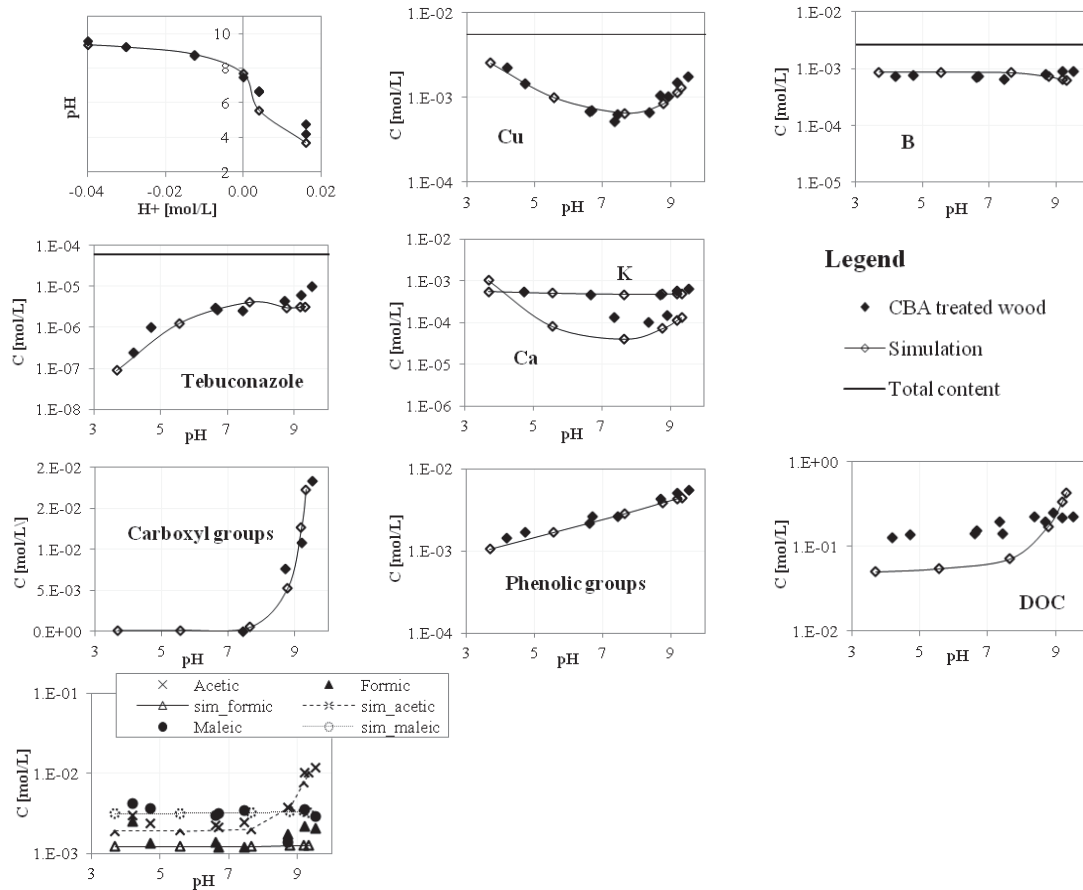 10
8
6
4
2
pH
-0.04
0.00
0.02
H+ [mol/L]
1.E-02
1.E-03
1.E-04
C [mol/L]
Cu
3
5
7
9
pH
1.E-02
1.E-03
1.E-04
1.E-05
C [mol/L]
B
3
5
7
9
pH
1.E-04
1.E-05
1.E-06
1.E-07
1.E-08
C [mol/L]
Tebuconazole
3
5
7
9
pH
1.E-02
1.E-03
1.E-04
1.E-05
1.E-06
C [mol/L]
K
Ca
3
5
7
9
pH
Legend
CBA treated wood
Simulation
Total content
2.E-02
2.E-02
1.E-02
5.E-03
0.E+00
C [mol/L\]
Carboxyl groups
3
5
7
9
pH
1.E-02
1.E-03
1.E-04
C [mol/L]
Phenolic groups
3
5
7
9
pH
1.E+00
1.E-01
1.E-02
C [mol/L]
DOC
3
5
7
9
pH
Acetic
Formic
sim_formic
sim_acetic
Maleic
sim_maleic
1.E-01
1.E-02
1.E-03
C [mol/L]
3
5
7
9
pH